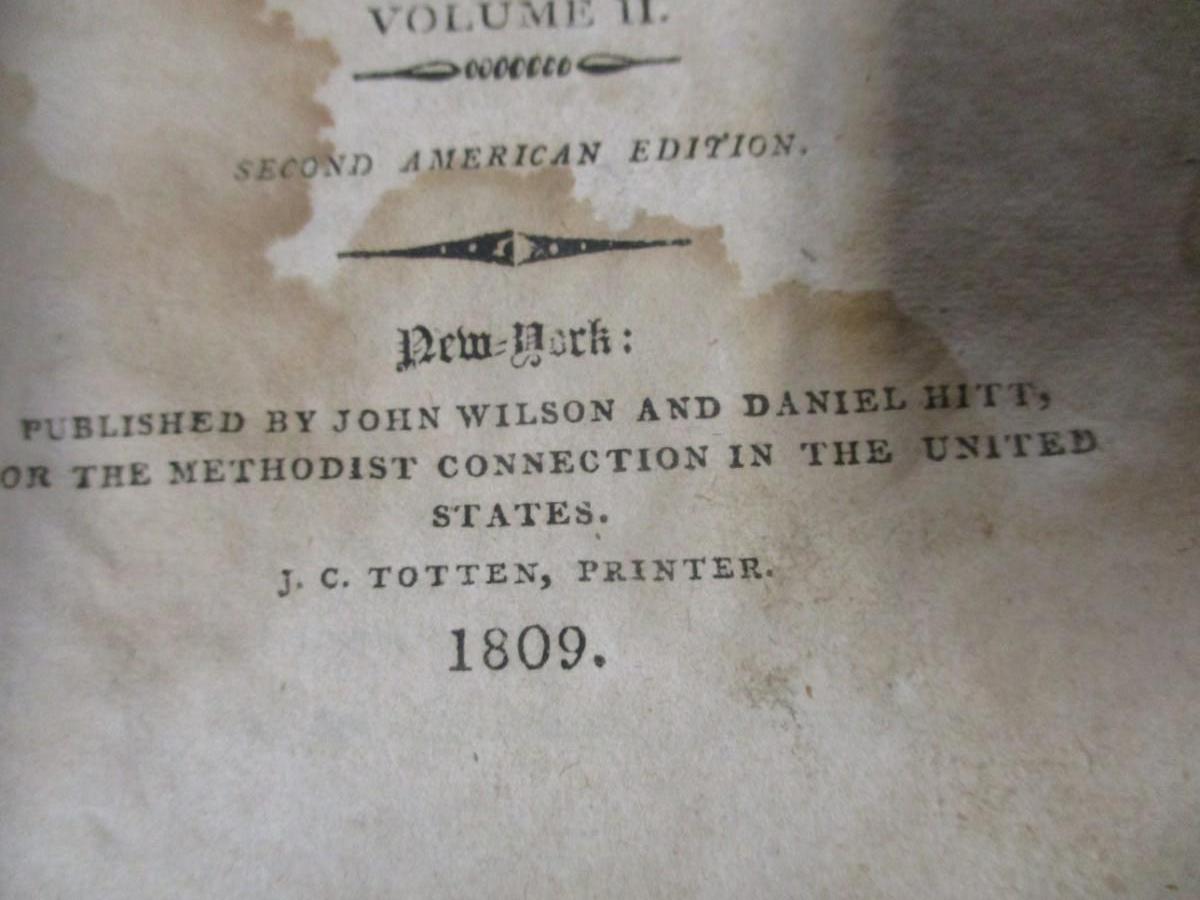 VOLUME II.
SECOND AMERICAN EDITION.
New-York:
PUBLISHED BY JOHN WILSON AND DANIEL HITT,
OR THE METHODIST CONNECTION IN THE UNITED
STATES.
J. C. TOTTEN, PRINTER.
1809.